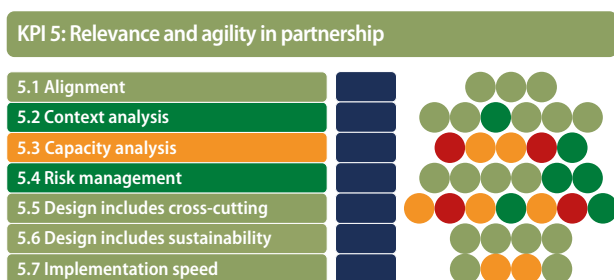 KPI 5: Relevance and agility in partnership
5.1 Alignment
5.2 Context analysis
5.3 Capacity analysis
5.4 Risk management
5.5 Design includes cross-cutting
5.6 Design includes sustainability
5.7 Implementation speed